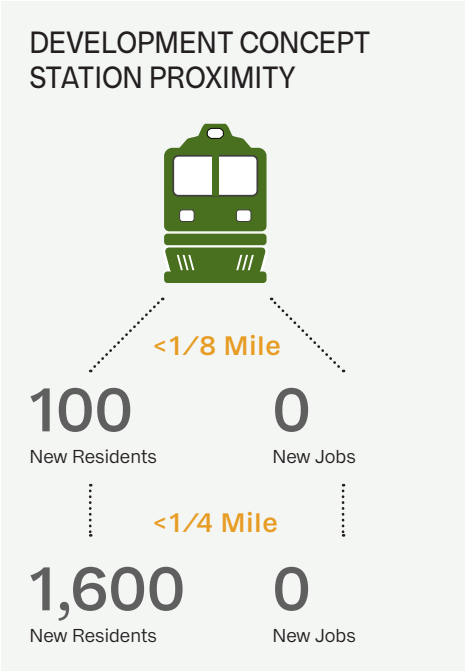 DEVELOPMENT CONCEPT
STATION PROXIMITY
<1/8 Mile
100
0
New Residents
New Jobs
<1/4 Mile
1,600
0
New Residents
New Jobs